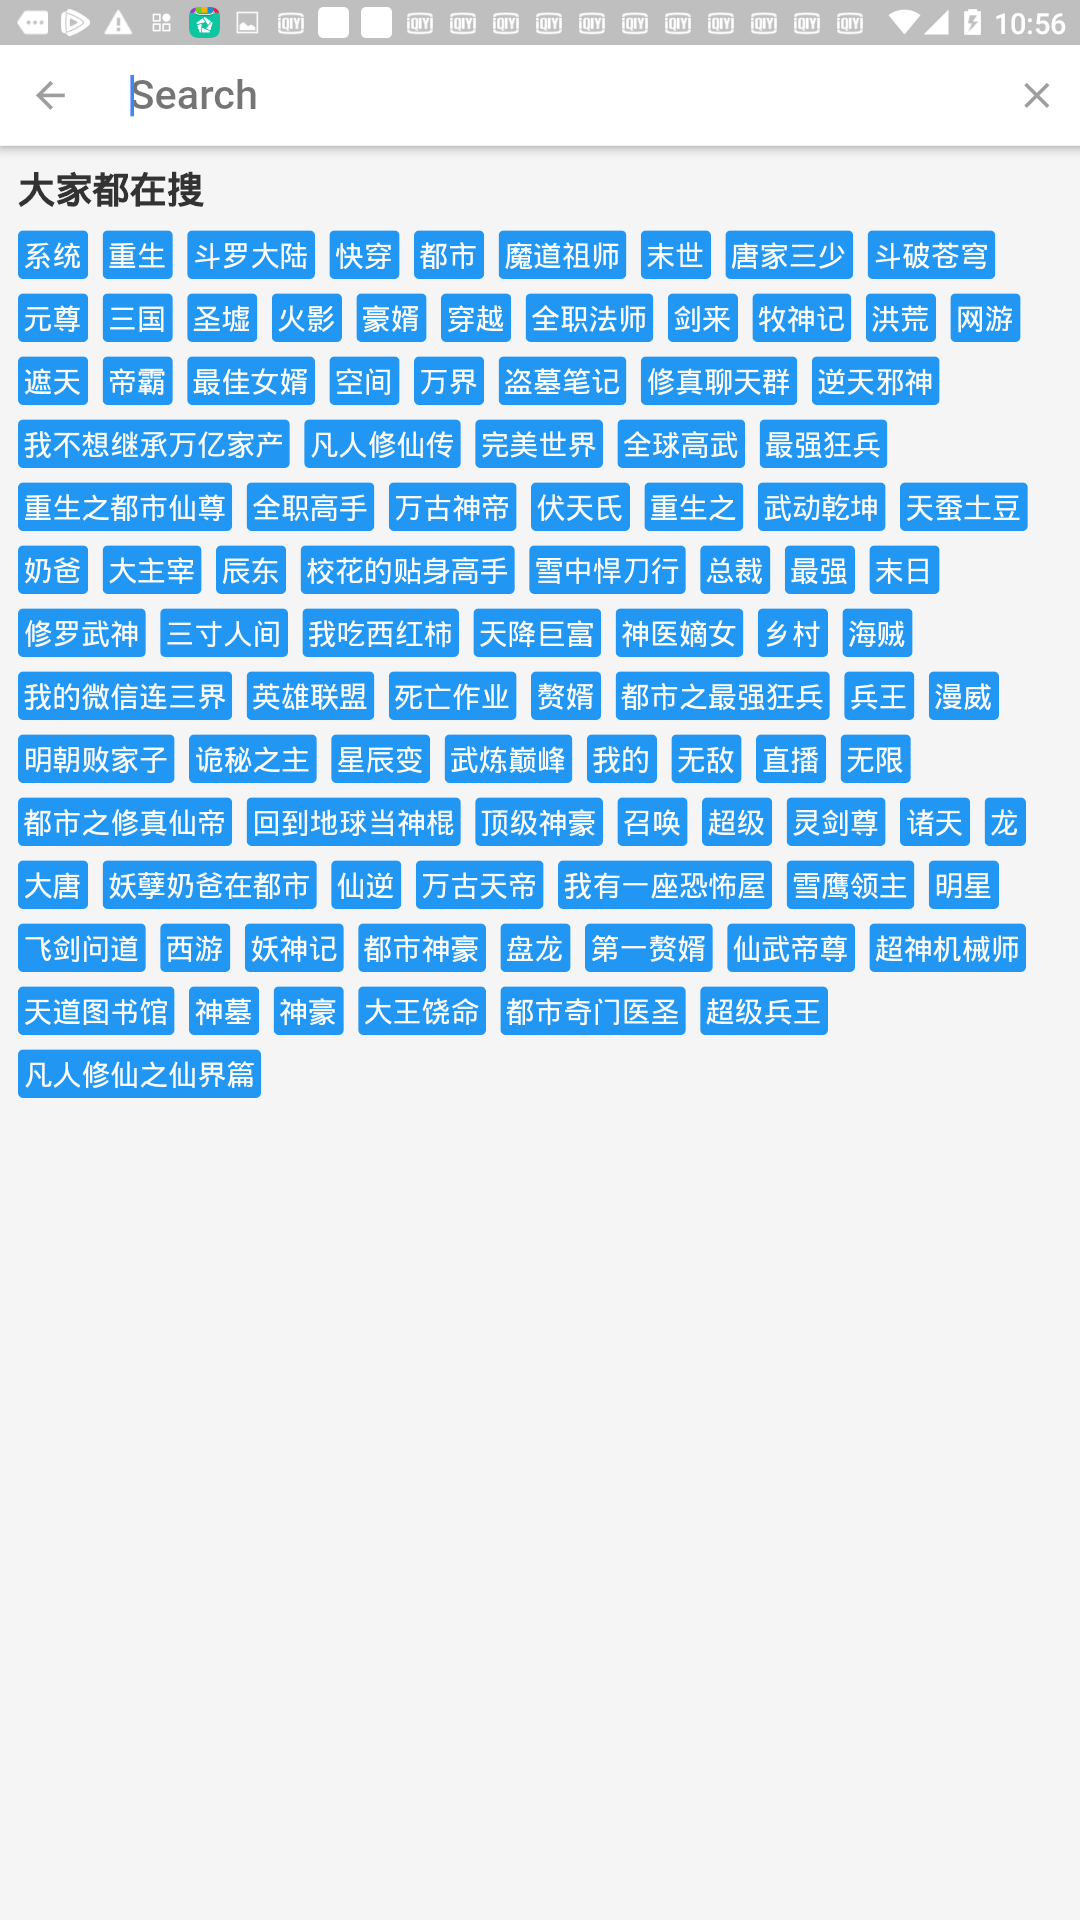 10:56
Search
大家都在搜
系统 重生 斗罗大陆 快穿 都市 魔道祖师 末世 唐家三少 斗破苍穹
元尊 三国 圣墟 火影 豪婿 穿越 全职法师 剑来 牧神记 洪荒 网游
遮天 帝霸 最佳女婿 空间 万界 盗墓笔记 修真聊天群 逆天邪神
我不想继承万亿家产 凡人修仙传 完美世界 全球高武 最强狂兵
重生之都市仙尊 全职高手 万古神帝 伏天氏 重生之 武动乾坤 天蚕土豆
奶爸 大主宰 辰东 校花的贴身高手 雪中悍刀行 总裁 最强 末日
修罗武神 三寸人间 我吃西红柿 天降巨富 神医嫡女 乡村 海贼
我的微信连三界 英雄联盟 死亡作业 赘婿 都市之最强狂兵 兵王 漫威
明朝败家子 诡秘之主 星辰变 武炼巅峰 我的 无敌 直播 无限
都市之修真仙帝 回到地球当神棍 顶级神豪 召唤 超级 灵剑尊 诸天 龙
大唐 妖孽奶爸在都市 仙逆 万古天帝 我有一座恐怖屋 雪鹰领主 明星
飞剑问道 西游 妖神记 都市神豪 盘龙 第一赘婿 仙武帝尊 超神机械师
天道图书馆 神墓 神豪 大王饶命 都市奇门医圣 超级兵王
凡人修仙之仙界篇